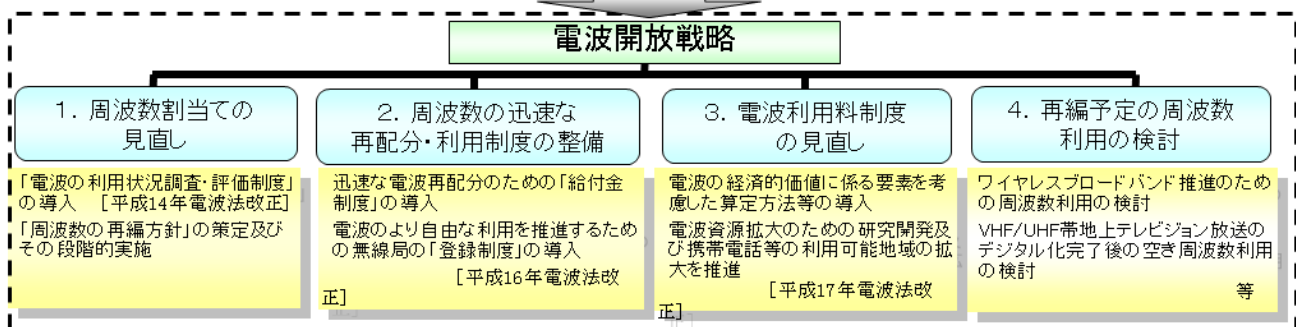 電波開放戦略
1. 周波数割当ての
見直し
2. 周波数の迅速な
再配分・利用制度の整備
3. 電波利用料制度
の見直し
4. 再編予定の周波数
利用の検討
「電波の利用状況調査・評価制度」
の導入 [平成14年電波法改正]
「周波数の再編方針」の策定及び
その段階的実施
迅速な電波再配分のための「給付金
制度」の導入
電波のより自由な利用を推進するため
の無線局の「登録制度」の導入
[平成16年電波法改
正]
電波の経済的価値に係る要素を考
慮した算定方法等の導入
電波資源拡大のための研究開発及
び携帯電話等の利用可能地域の拡
大を推進
[平成17年電波法改
正]
ワイヤレスブロードバンド推進のため
の周波数利用の検討
VHF/UHF帯地上テレビジョン放送の
デジタル化完了後の空き周波数利用
の検討
等